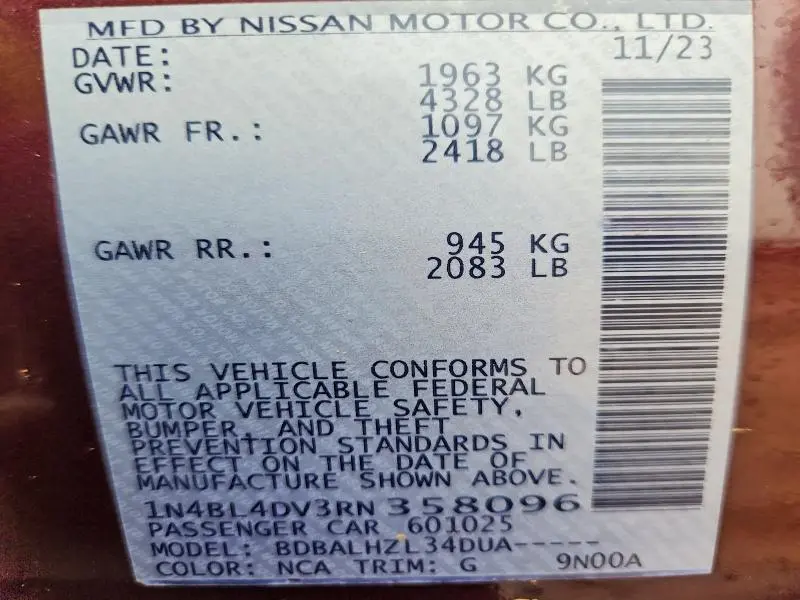 MFD BY NISSAN MOTOR CO., LTD.
DATE: 11/23
GVWR: 1963 KG
4328 LB
GAWR FR.: 1097 KG
2418 LB
GAWR RR.: 945 KG
2083 LB
THIS VEHICLE CONFORMS TO
ALL APPLICABLE FEDERAL
MOTOR VEHICLE SAFETY,
BUMPER, AND THEFT
PREVENTION STANDARDS IN
EFFECT ON THE DATE OF
MANUFACTURE SHOWN ABOVE.
1N4BL4DV3RN358096
PASSENGER CAR 601025
MODEL: BDBALHZL34DUA-----
COLOR: NCA TRIM: G 9N00A